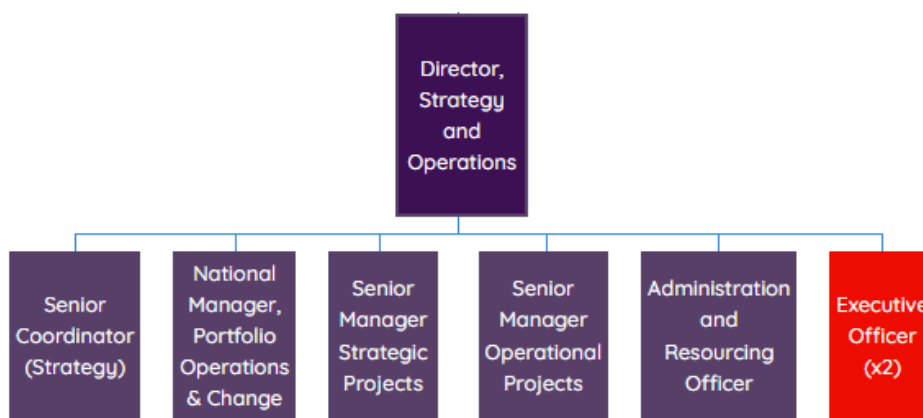 Director,
Strategy
and
Operations
Senior
Coordinator
(Strategy)
National
Manager,
Portfolio
Operations
& Change
Senior
Manager
Strategic
Projects
Senior
Manager
Operational
Projects
Administration
and
Resourcing
Officer
Executive
Officer
(x2)